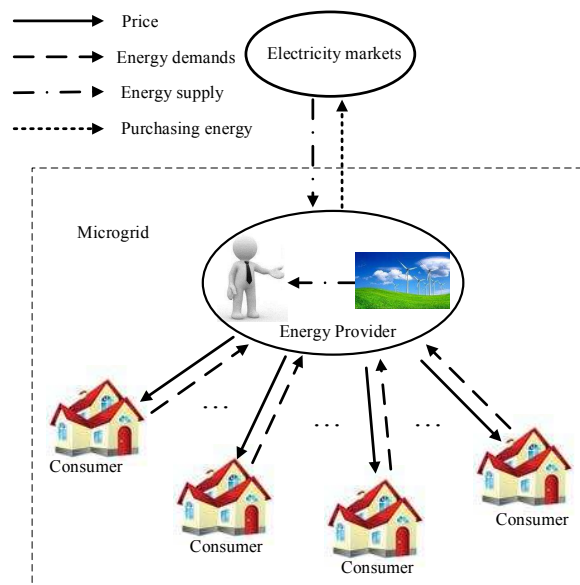 Price
Energy demands
Energy supply
Purchasing energy
Electricity markets
Microgrid
Energy Provider
...
...
...
Consumer
Consumer
Consumer
Consumer